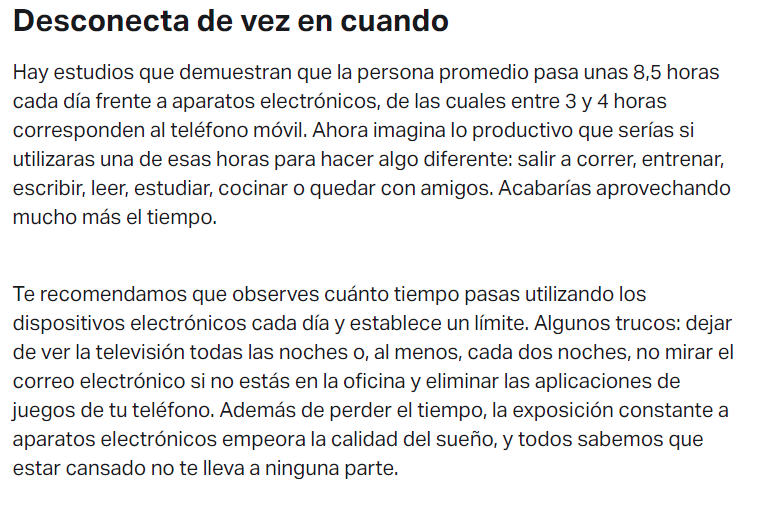 Desconecta de vez en cuando
Hay estudios que demuestran que la persona promedio pasa unas 8,5 horas
cada día frente a aparatos electrónicos, de las cuales entre 3 y 4 horas
corresponden al teléfono móvil. Ahora imagina lo productivo que serías si
utilizaras una de esas horas para hacer algo diferente: salir a correr, entrenar,
escribir, leer, estudiar, cocinar o quedar con amigos. Acabarías aprovechando
mucho más el tiempo.
Te recomendamos que observes cuánto tiempo pasas utilizando los
dispositivos electrónicos cada día y establece un límite. Algunos trucos: dejar
de ver la televisión todas las noches o, al menos, cada dos noches, no mirar el
correo electrónico si no estás en la oficina y eliminar las aplicaciones de
juegos de tu teléfono. Además de perder el tiempo, la exposición constante a
aparatos electrónicos empeora la calidad del sueño, y todos sabemos que
estar cansado no te lleva a ninguna parte.